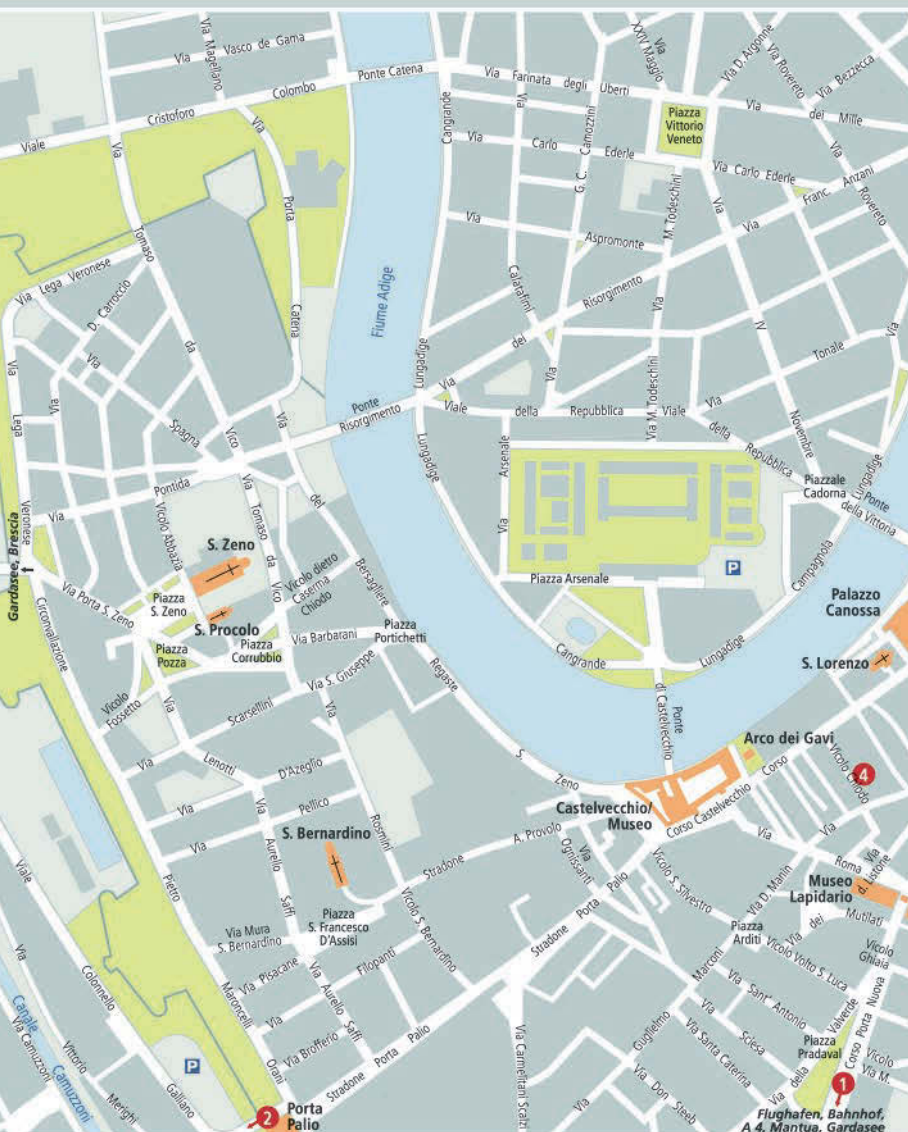 Via Magellano
Via Vasco de Gama
Ponte Catena
Viale Cristoforo Colombo
Via Farinata degli Uberti
Via XXIV Maggio
Via D. Argonne
Via Rovereto
Via Bezzecca
Via dei Mille
Piazza
Vittorio
Veneto
Cangrande
Via Carlo Ederle
G. C. Camozzini
Via
Via Carlo Ederle
Via Franc. Anzani
Via Rovereto
Via Porta Catena
Via Tomaso da Vico
Via Lega Veronese
D. Carroccio
Via
Via Spagna
Fiume Adige
Via Aspromonte
Calatafimi
M. Todeschini
Via
Via del Risorgimento
Via
IV
Novembre
Via
Tonale
Via
Lungadige
Ponte
Risorgimento
Viale della Repubblica Viale
Via M. Todeschini
della Repubblica
Via Lega Veronese
Via Pontida
Via
del
Bersagliere
Lungadige
Via Arsenale
Piazzale
Cadorna
Lungadige
Ponte
della Vittoria
Gardasee, Brescia
Vicolo Abbazia
S. Zeno
Via Tomaso da Vico
Vicolo dietro
Caserma
Chiodo
Piazza Arsenale
P
Campagnola
Palazzo
Canossa
Via Porta S. Zeno
Piazza
S. Zeno
S. Procolo
Piazza
Pozza
Piazza
Corrubbio
Via Barbarani
Piazza
Portichetti
Cangrande
Lungadige
S. Lorenzo
Circonvallazione
Vicolo
Fossetto
Via
Scarsellini
Via S. Giuseppe
Via
Regaste
S.
Zeno
Ponte
di Castelvecchio
Arco dei Gavi
Corso
Vicolo Chiodo
4
Via
Lenotti
D'Azeglio
Via
Pellico
Via
Rosmini
Castelvecchio/
Museo
Corso Castelvecchio
Via
Roma
Via
Via
d. Listone
S. Bernardino
Via
Aurelio
Saffi
Stradone
A. Provolo
Via
Ognissanti
Vicolo S. Silvestro
Via D. Manin
Museo
Lapidario
Viale
Colonnello
Galliano
Pietro
Maroncelli
Via Mura
S. Bernardino
Piazza
S. Francesco
D'Assisi
Vicolo S. Bernardino
Stradone Porta Palio
Piazza
Arditi
Via dei Mutilati
Vicolo Volto S. Luca
Vicolo
Ghiaia
Via Pisacane
Via Filopanti
Via
Aurelio
Saffi
Marconi
Guglielmo
Via
Via Sant' Antonio
Valverde
Via
Sciesa
Via Santa Caterina
Piazza
Pradaval
Corso Porta Nuova
Vicolo
Via M.
Via
Canale
Camuzzoni
Via Camuzzoni
Vittorio
Merighi
P
Orani
Via Brofferio
Stradone Porta Palio
Via Carmelitani Scalzi
Via Don Steeb
Via della
1
2
Porta
Palio
Flughafen, Bahnhof,
A 4, Mantua, Gardasee